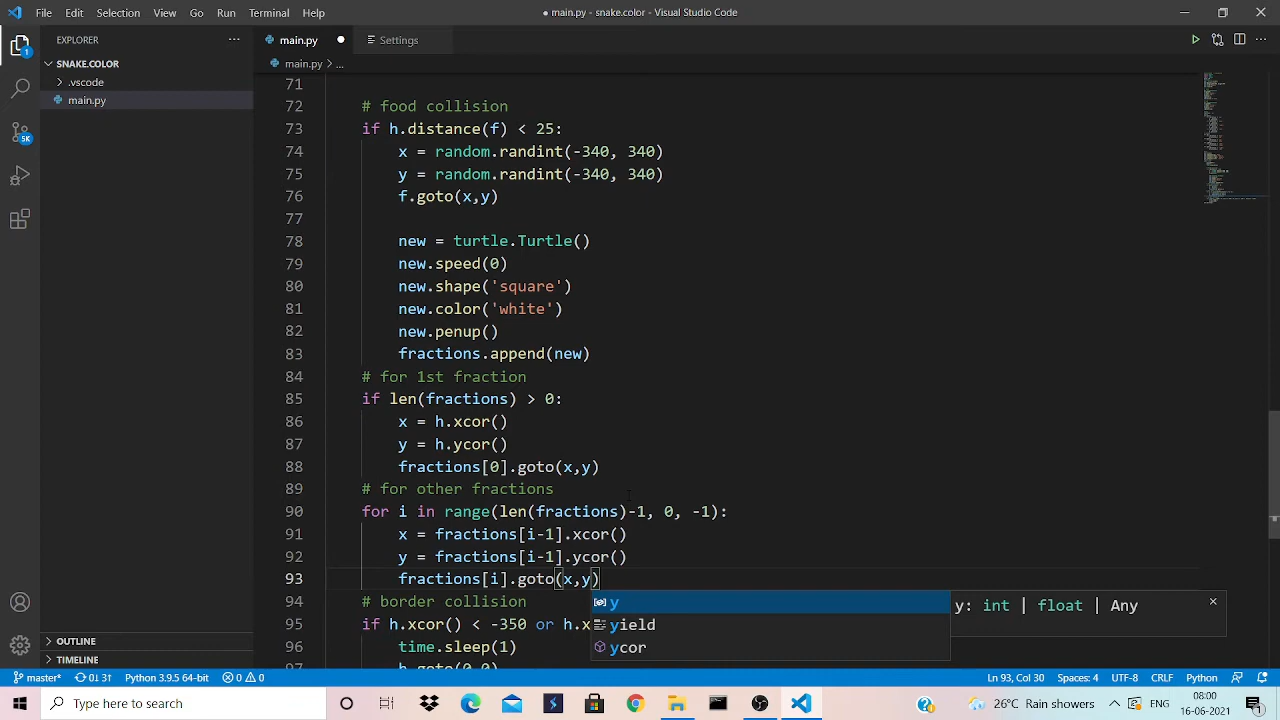 File Edit Selection View Go Run Terminal Help
● main.py - snake.color - Visual Studio Code
EXPLORER ...
main.py ●
Settings
SNAKE.COLOR
main.py > ...
.vscode
main.py
71
72 # food collision
73 if h.distance(f) < 25:
74 x = random.randint(-340, 340)
75 y = random.randint(-340, 340)
76 f.goto(x,y)
77
78 new = turtle.Turtle()
79 new.speed(0)
80 new.shape('square')
81 new.color('white')
82 new.penup()
83 fractions.append(new)
84 # for 1st fraction
85 if len(fractions) > 0:
86 x = h.xcor()
87 y = h.ycor()
88 fractions[0].goto(x,y)
89 # for other fractions
90 for i in range(len(fractions)-1, 0, -1):
91 x = fractions[i-1].xcor()
92 y = fractions[i-1].ycor()
93 fractions[i].goto(x,y)
94 # border collision
y
y: int | float | Any
95 if h.xcor() < -350 or h.x
yield
96 time.sleep(1)
ycor
97 h.goto(0,0)
1
5K
OUTLINE
TIMELINE
master* 0↓ 3↑ Python 3.9.5 64-bit 0 0
Ln 93, Col 30 Spaces: 4 UTF-8 CRLF Python
Type here to search
26°C Rain showers ENG 08:00
16-06-2021